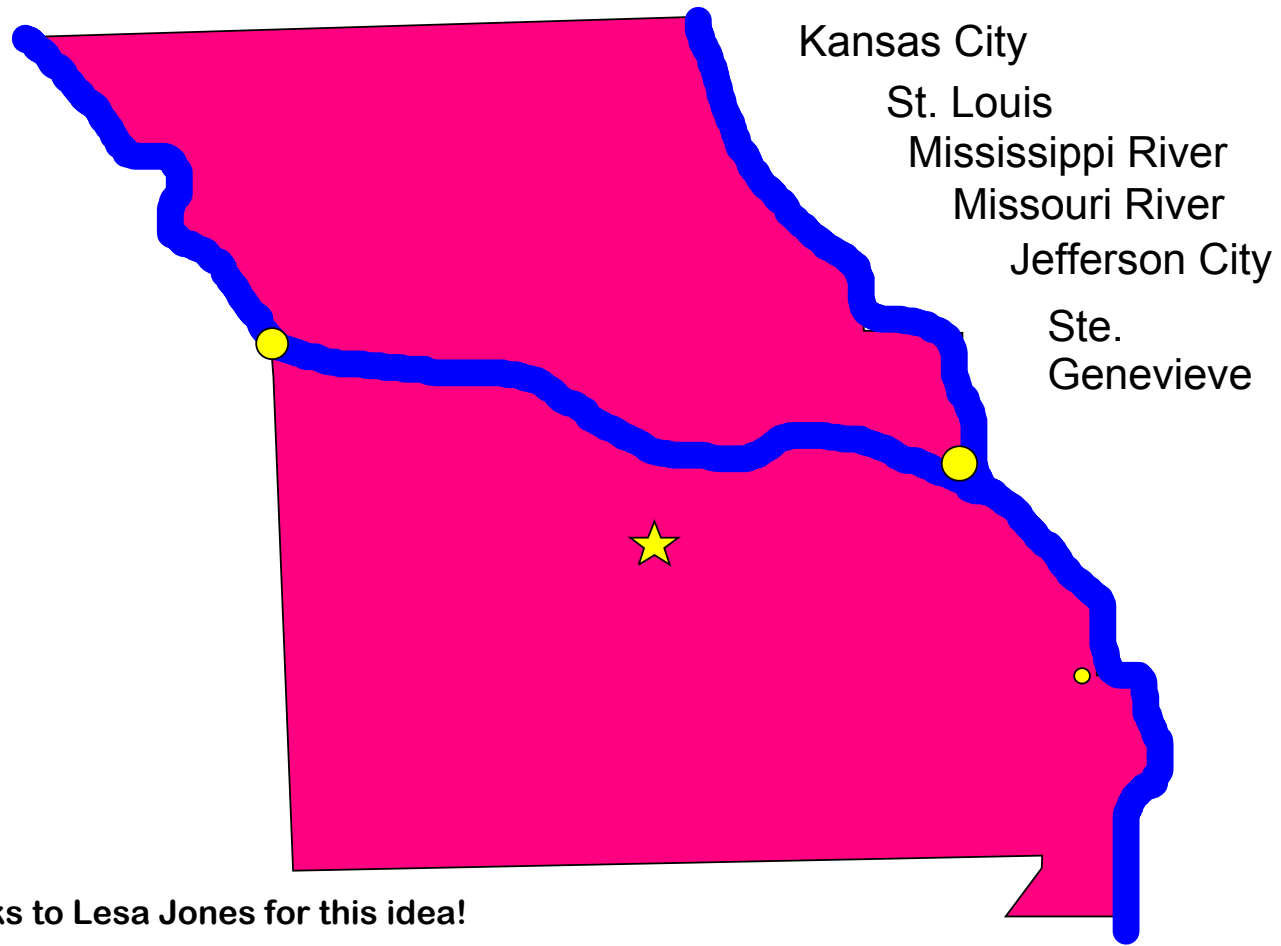 Kansas City
St. Louis
Mississippi River
Missouri River
Jefferson City
Ste.
Genevieve
to Lesa Jones for this idea!